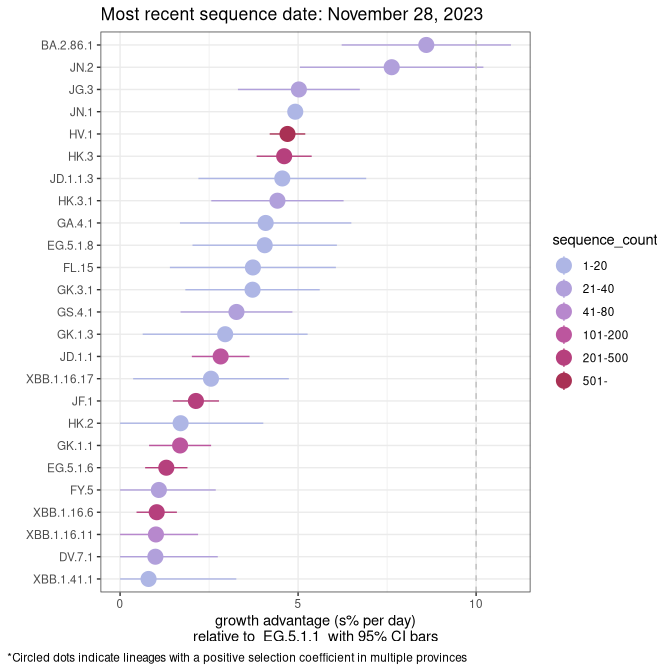 Most recent sequence date: November 28, 2023
BA.2.86.1
JN.2
JG.3
JN.1
HV.1
HK.3
JD.1.1.3
HK.3.1
GA.4.1
EG.5.1.8
FL.15
GK.3.1
GS.4.1
GK.1.3
JD.1.1
XBB.1.16.17
JF.1
HK.2
GK.1.1
EG.5.1.6
FY.5
XBB.1.16.6
XBB.1.16.11
DV.7.1
XBB.1.41.1
0 5 10
growth advantage (s% per day)
relative to EG.5.1.1 with 95% CI bars
sequence_count
1-20
21-40
41-80
101-200
201-500
501-
*Circled dots indicate lineages with a positive selection coefficient in multiple provinces